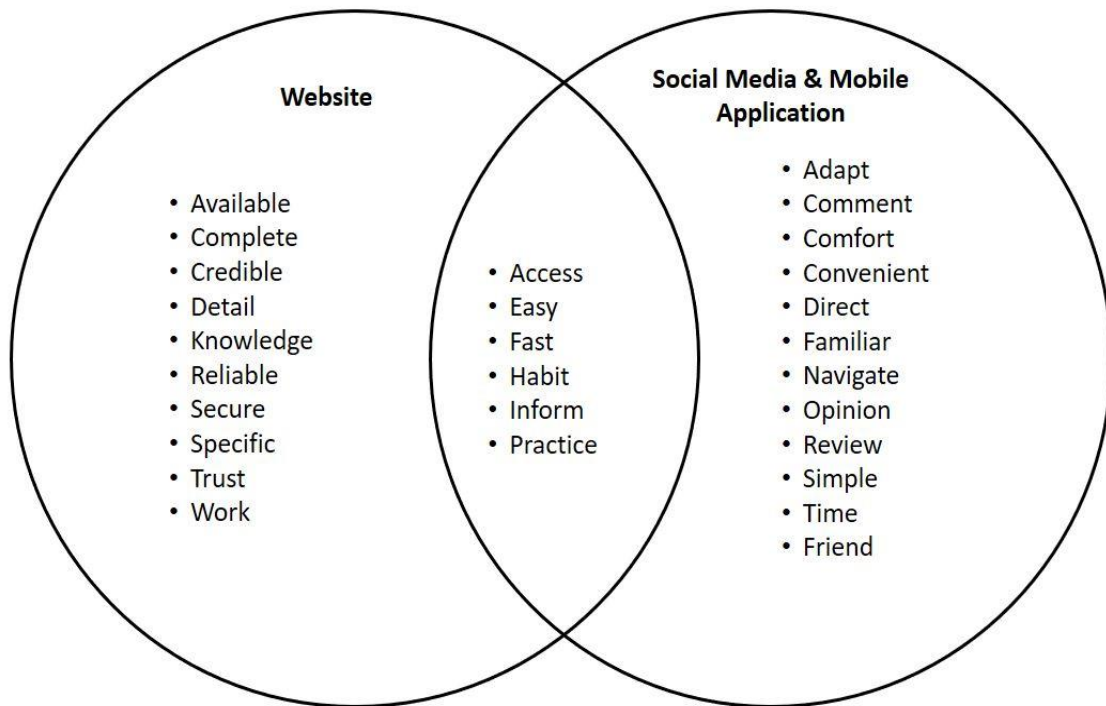 Website
• Available
• Complete
• Credible
• Detail
• Knowledge
• Reliable
• Secure
• Specific
• Trust
• Work
• Access
• Easy
• Fast
• Habit
• Inform
• Practice
Social Media & Mobile
Application
• Adapt
• Comment
• Comfort
• Convenient
• Direct
• Familiar
• Navigate
• Opinion
• Review
• Simple
• Time
• Friend